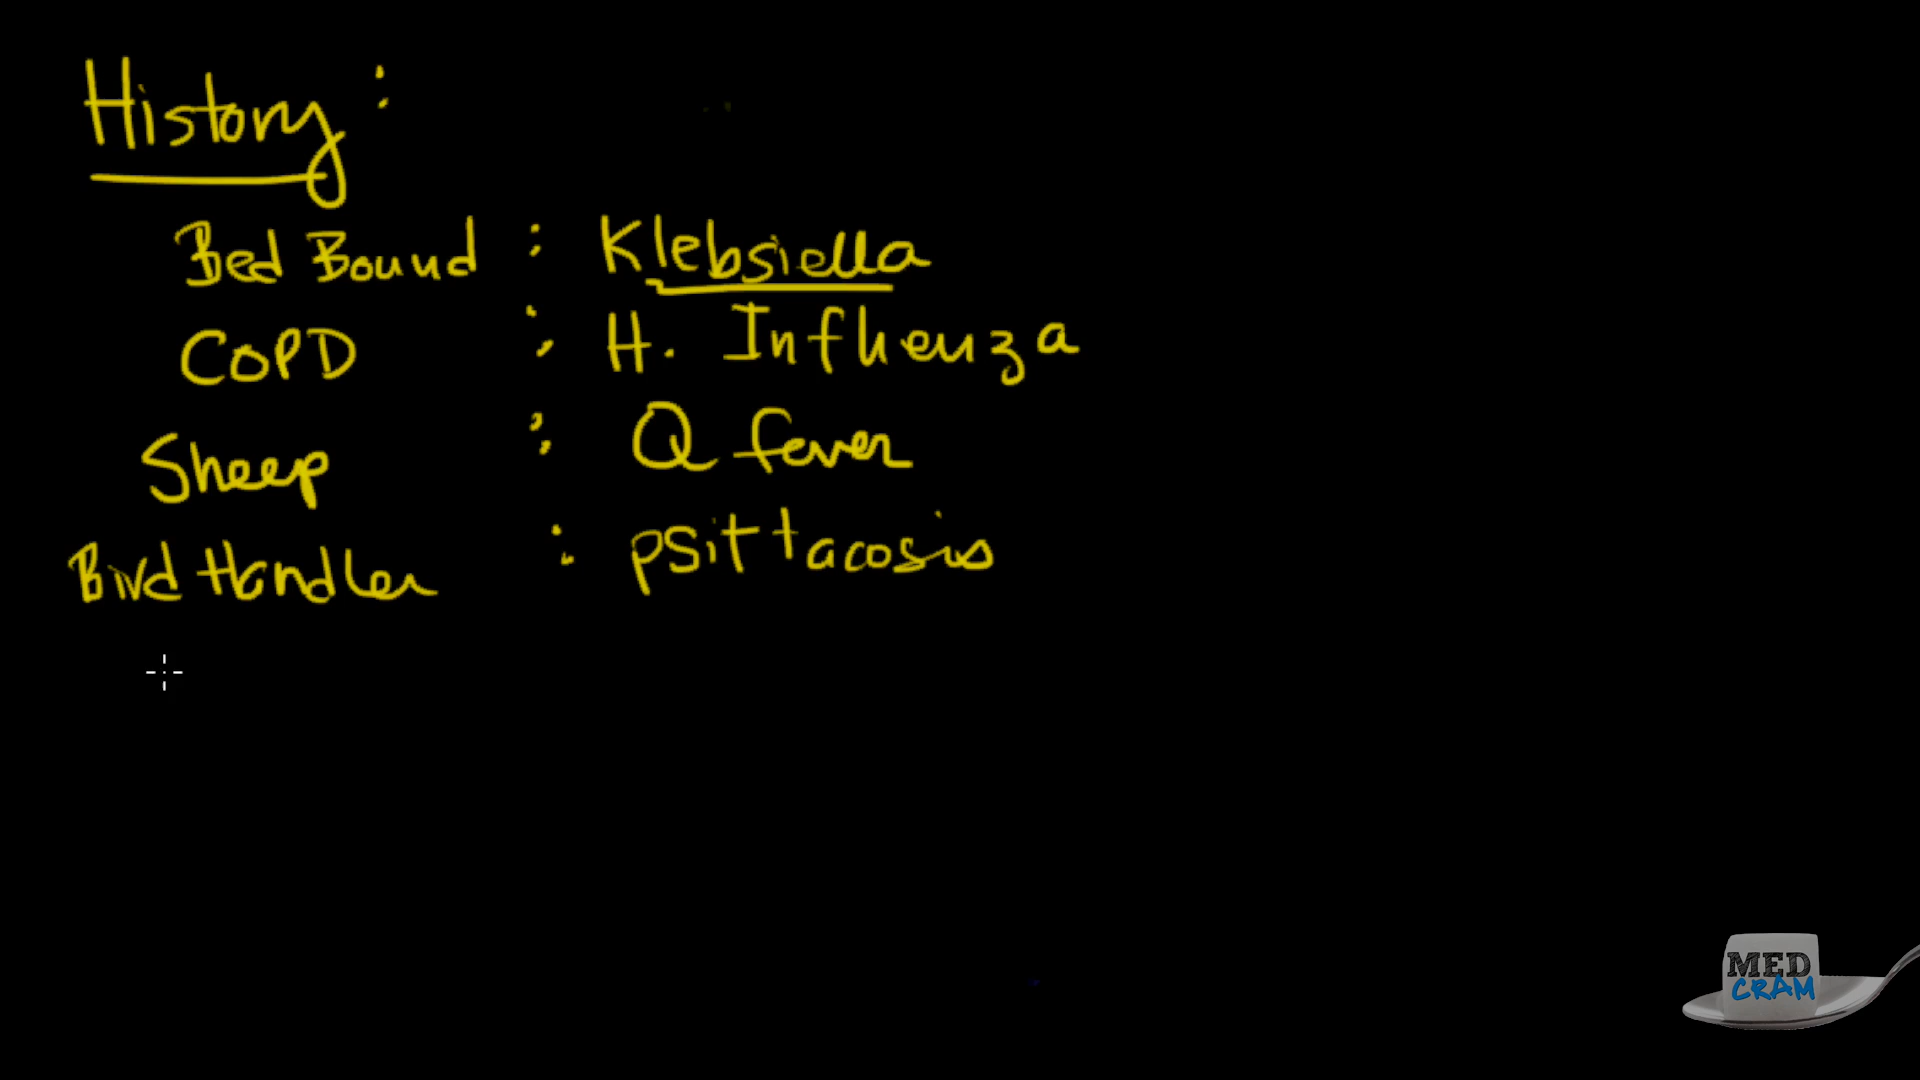 History:
Bed Bound : Klebsiella
COPD : H. Influenza
Sheep : Q fever
Bird Handler : psittacosis
MED
CRAM